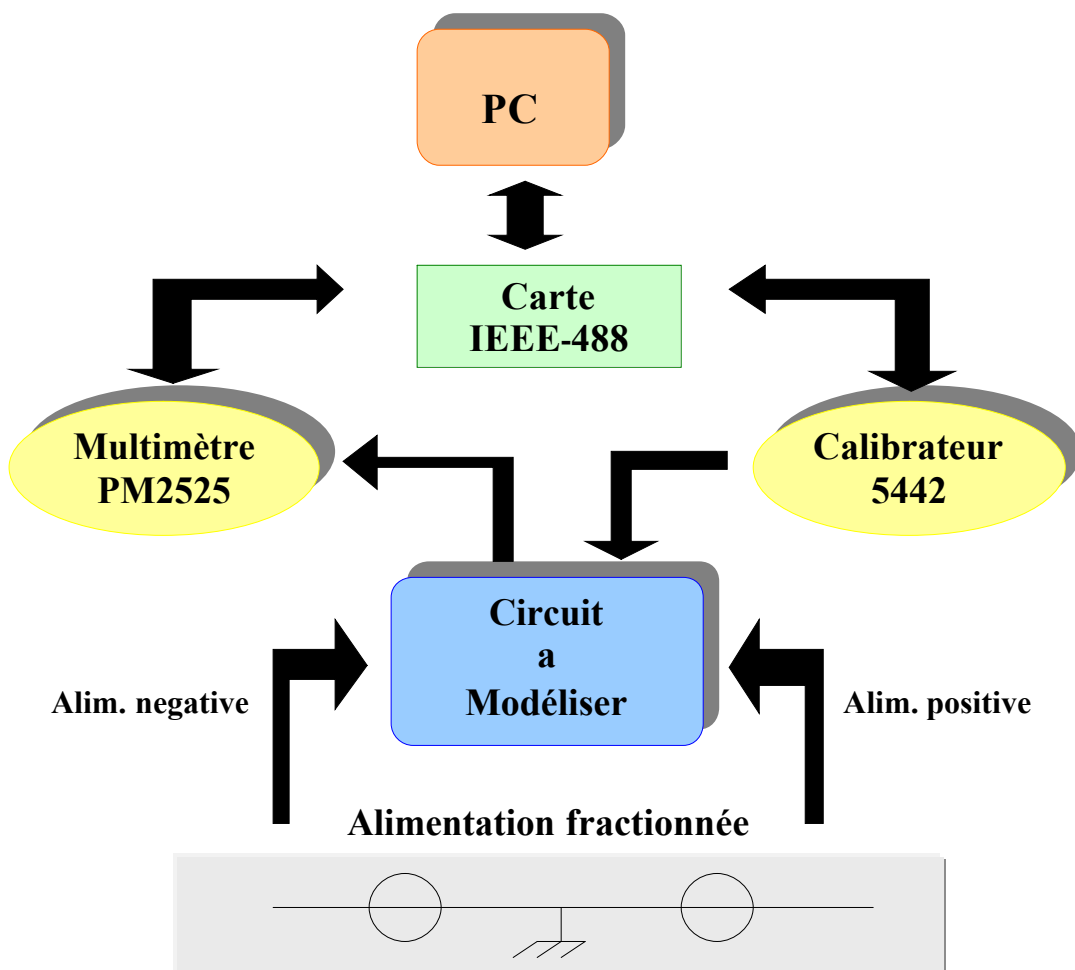 PC
Carte
IEEE-488
Multimètre
PM2525
Calibrateur
5442
Circuit
a
Modéliser
Alim. negative
Alim. positive
Alimentation fractionnée